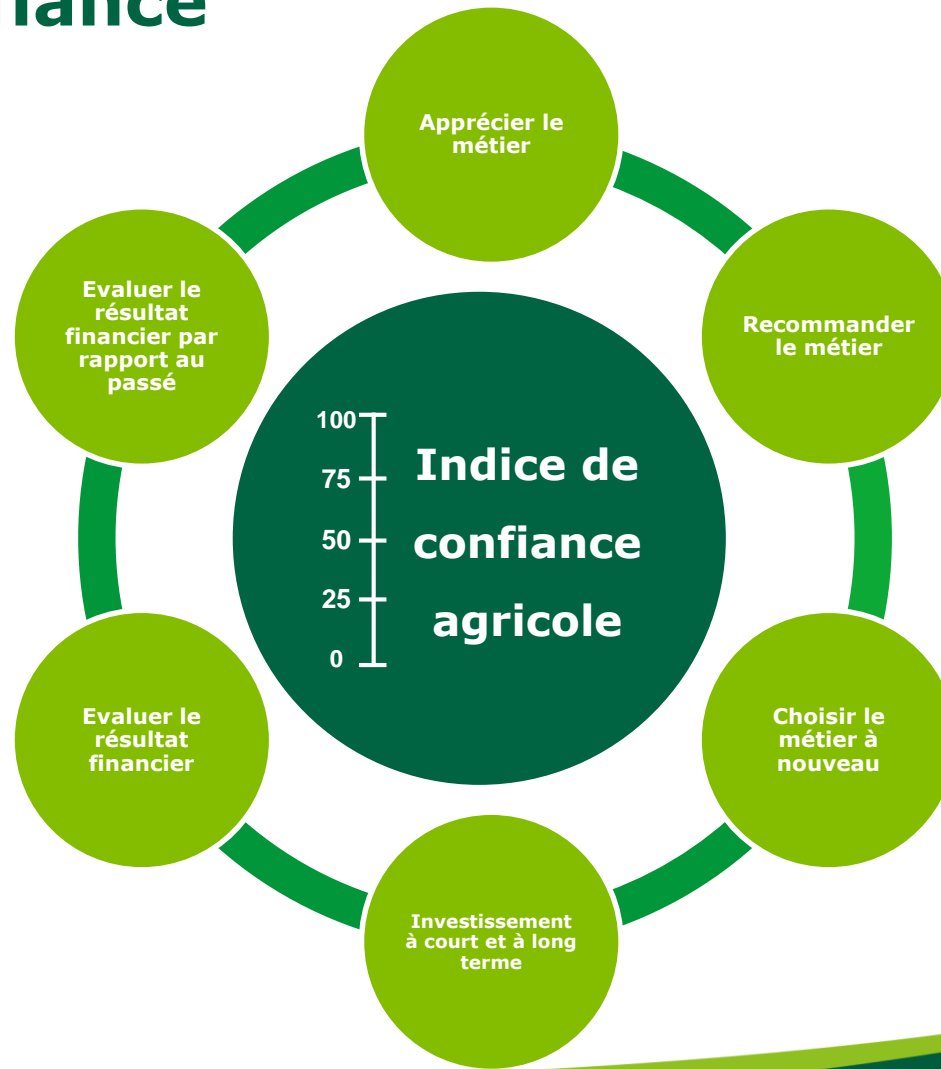 Apprécier le
métier
Recommander
le métier
Choisir le
métier à
nouveau
Investissement
à court et à long
terme
Evaluer le
résultat
financier
Evaluer le
résultat
financier par
rapport au
passé
100
75
50
25
0
Indice de
confiance
agricole